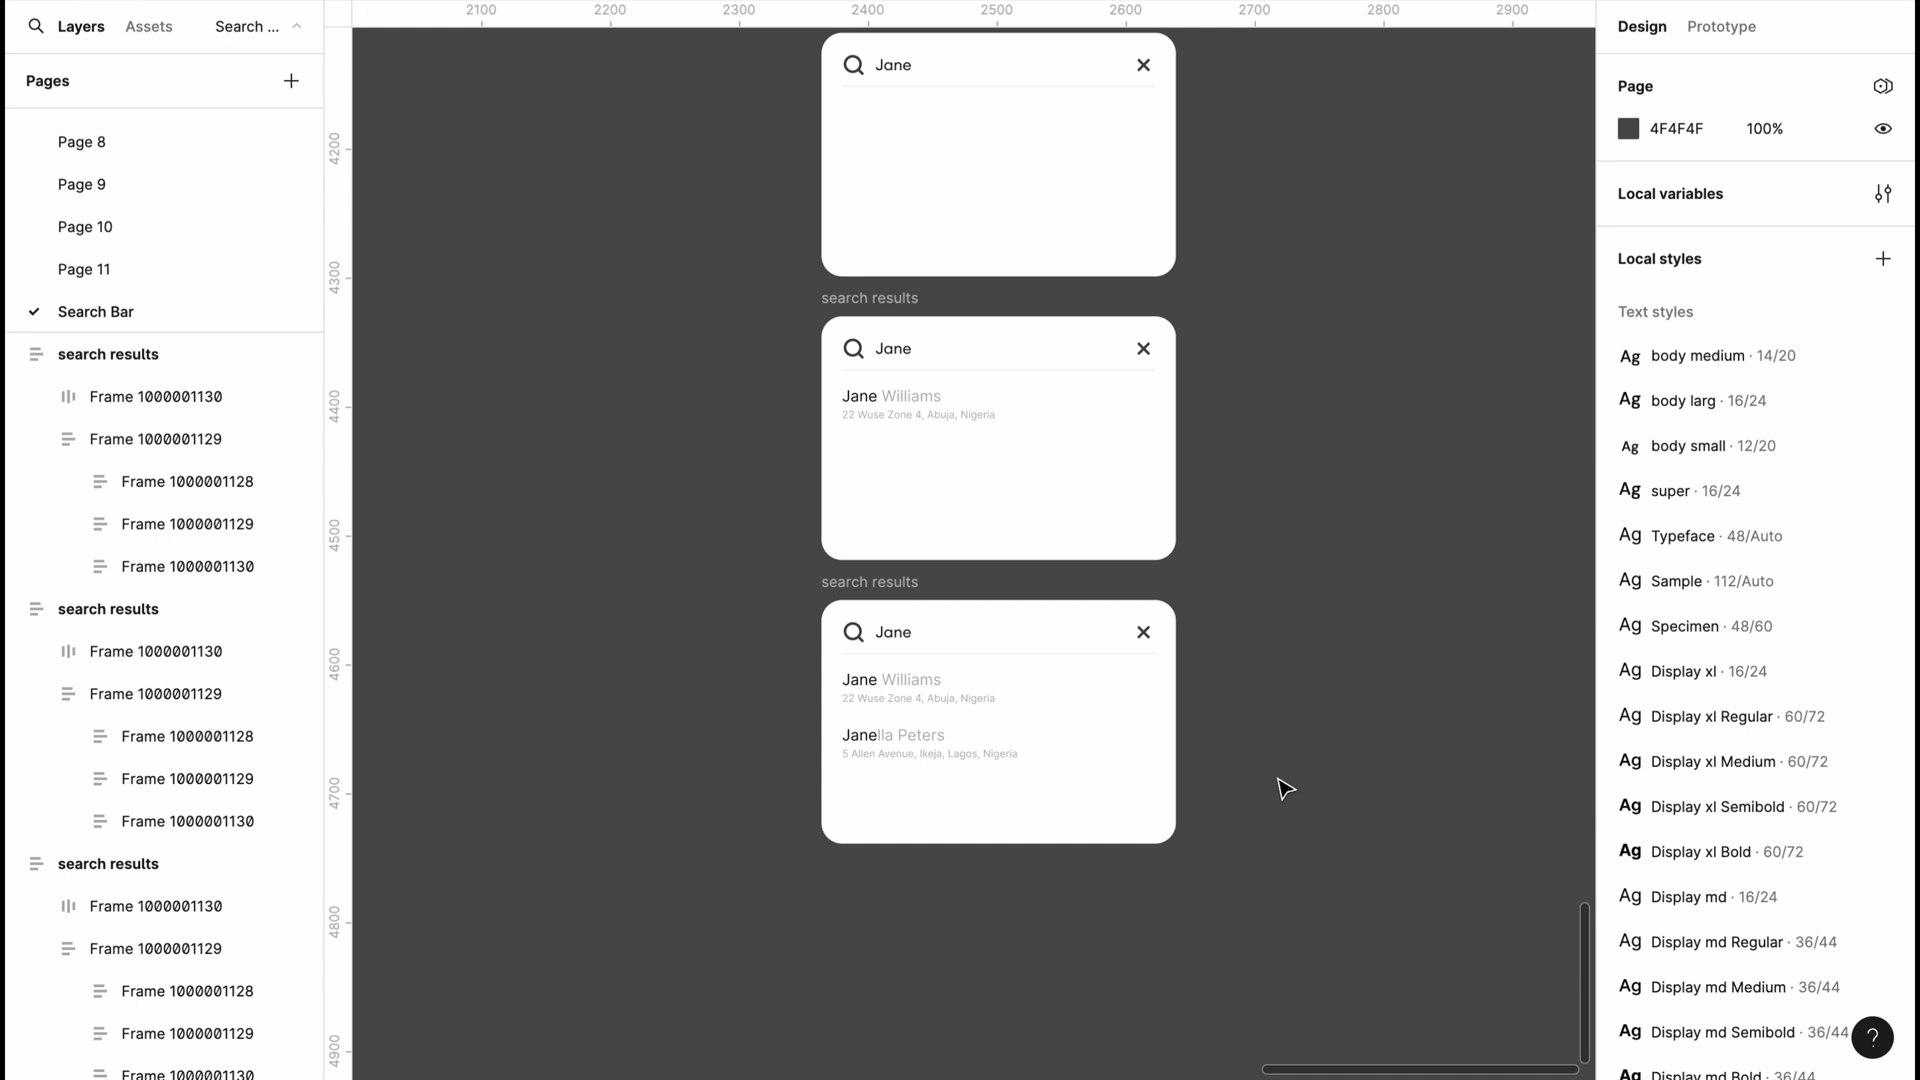 Layers
Assets
Search ...
Pages
Page 8
Page 9
Page 10
Page 11
Search Bar
search results
Frame 1000001130
Frame 1000001129
Frame 1000001128
Frame 1000001129
Frame 1000001130
search results
Frame 1000001130
Frame 1000001129
Frame 1000001128
Frame 1000001129
Frame 1000001130
search results
Frame 1000001130
Frame 1000001129
Frame 1000001128
Frame 1000001129
Frame 1000001130
2100
2200
2300
2400
2500
2600
2700
2800
2900
4200
4300
4400
4500
4600
4700
4800
4900
Jane
search results
Jane
Jane Williams
22 Wuse Zone 4, Abuja, Nigeria
search results
Jane
Jane Williams
22 Wuse Zone 4, Abuja, Nigeria
Janella Peters
5 Allen Avenue, Ikeja, Lagos, Nigeria
Design
Prototype
Page
4F4F4F 100%
Local variables
Local styles
Text styles
Ag body medium · 14/20
Ag body larg · 16/24
Ag body small · 12/20
Ag super · 16/24
Ag Typeface · 48/Auto
Ag Sample · 112/Auto
Ag Specimen · 48/60
Ag Display xl · 16/24
Ag Display xl Regular · 60/72
Ag Display xl Medium · 60/72
Ag Display xl Semibold · 60/72
Ag Display xl Bold · 60/72
Ag Display md · 16/24
Ag Display md Regular · 36/44
Ag Display md Medium · 36/44
Ag Display md Semibold · 36/44
Ag Display md Bold · 36/44
?